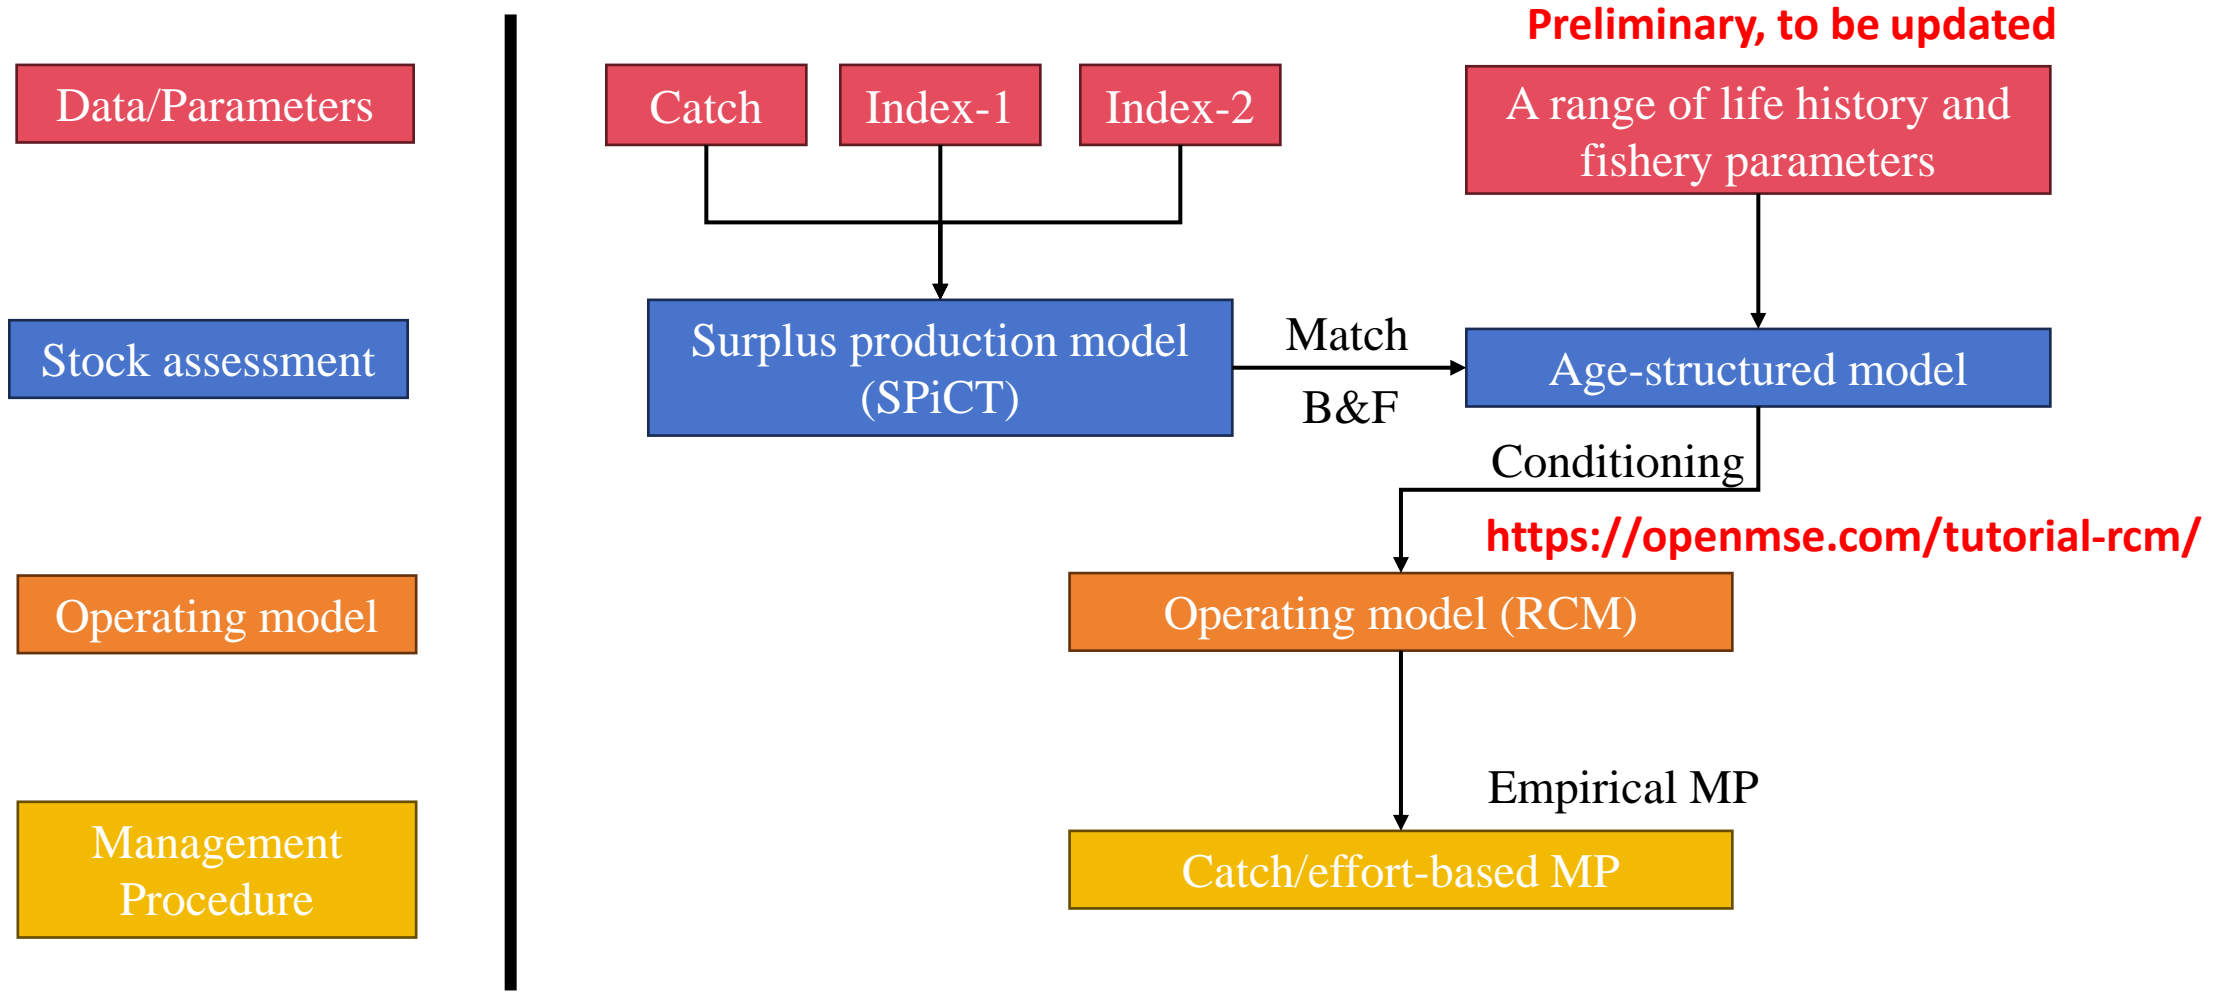 Preliminary, to be updated
Data/Parameters
Catch
Index-1
Index-2
A range of life history and
fishery parameters
Stock assessment
Surplus production model
(SPiCT)
Match
B&F
Age-structured model
Conditioning
https://openmse.com/tutorial-rcm/
Operating model
Operating model (RCM)
Empirical MP
Management
Procedure
Catch/effort-based MP